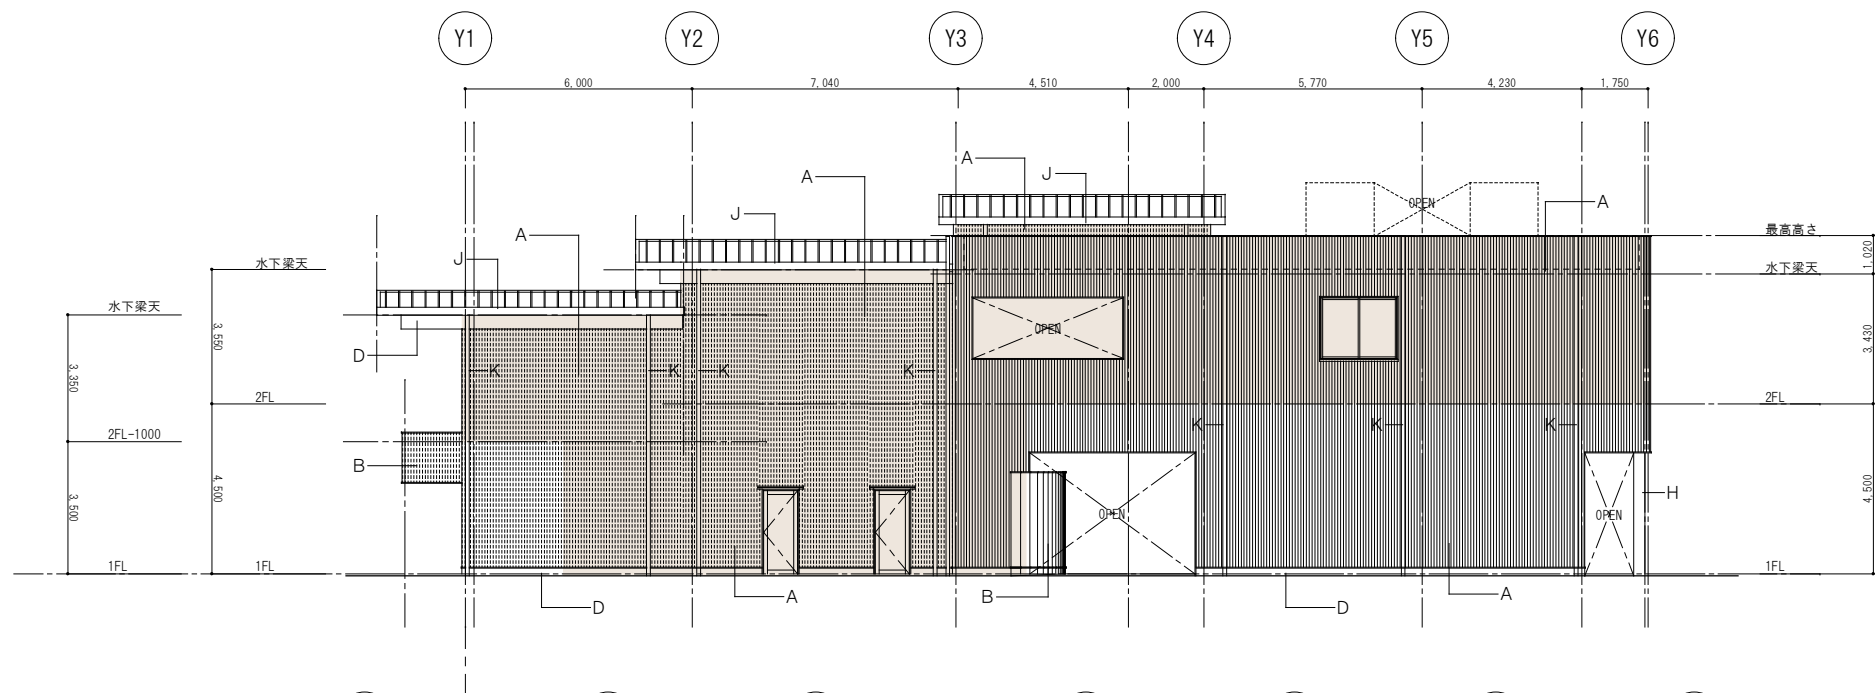 Y1 Y2 Y3 Y4 Y5 Y6
6,000 7,040 4,510 2,000 5,770 4,230 1,750
A J
A
J
A
最高高さ
A
J
OPEN
1,020
水下梁天
水下梁天
水下梁天
3,550
OPEN
3,430
D
3,350
K K K K
2FL
2FL
K K K
2FL-1000
B
4,500
3,500
OPEN
OPEN
H
4,500
1FL 1FL
1FL
D A B D A